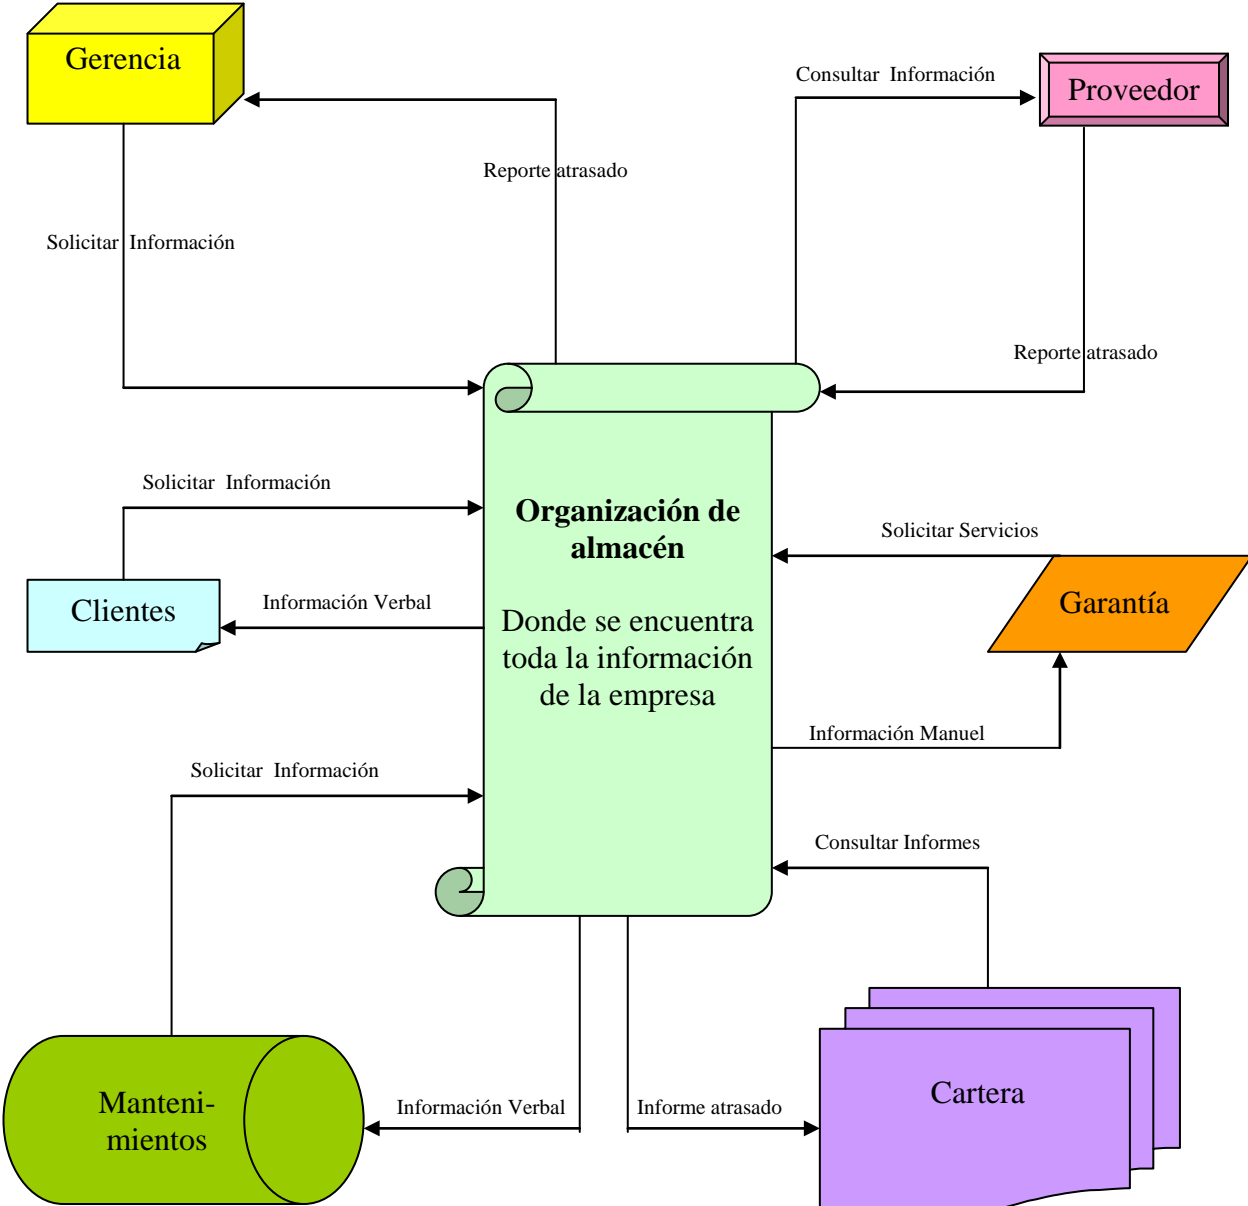 Gerencia
Consultar Información
Proveedor
Reporte atrasado
Solicitar Información
Reporte atrasado
Solicitar Información
Organización de
almacén
Solicitar Servicios
Clientes
Información Verbal
Garantía
Donde se encuentra
toda la información
de la empresa
Información Manuel
Solicitar Información
Consultar Informes
Manteni-
mientos
Información Verbal
Informe atrasado
Cartera